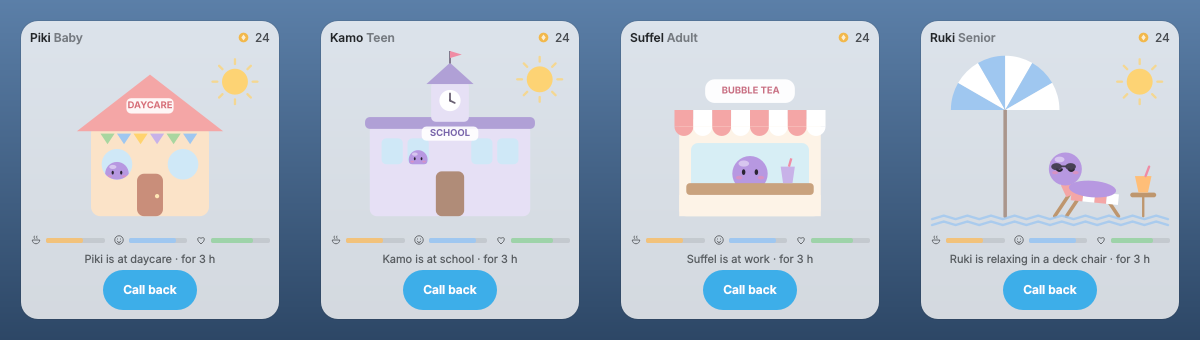 Piki Baby
24
DAYCARE
Piki is at daycare · for 3 h
Call back
Kamo Teen
24
SCHOOL
Kamo is at school · for 3 h
Call back
Suffel Adult
24
BUBBLE TEA
Suffel is at work · for 3 h
Call back
Ruki Senior
24
Ruki is relaxing in a deck chair · for 3 h
Call back